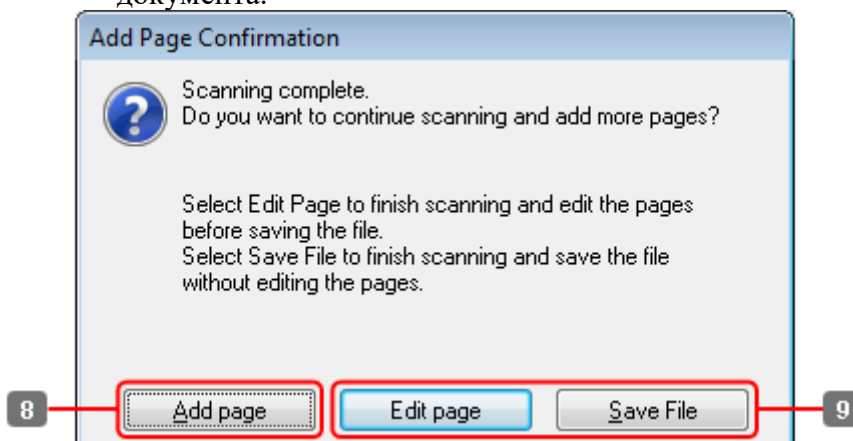 документа.
Add Page Confirmation
Scanning complete.
Do you want to continue scanning and add more pages?
Select Edit Page to finish scanning and edit the pages
before saving the file.
Select Save File to finish scanning and save the file
without editing the pages.
8 Add page Edit page Save File 9